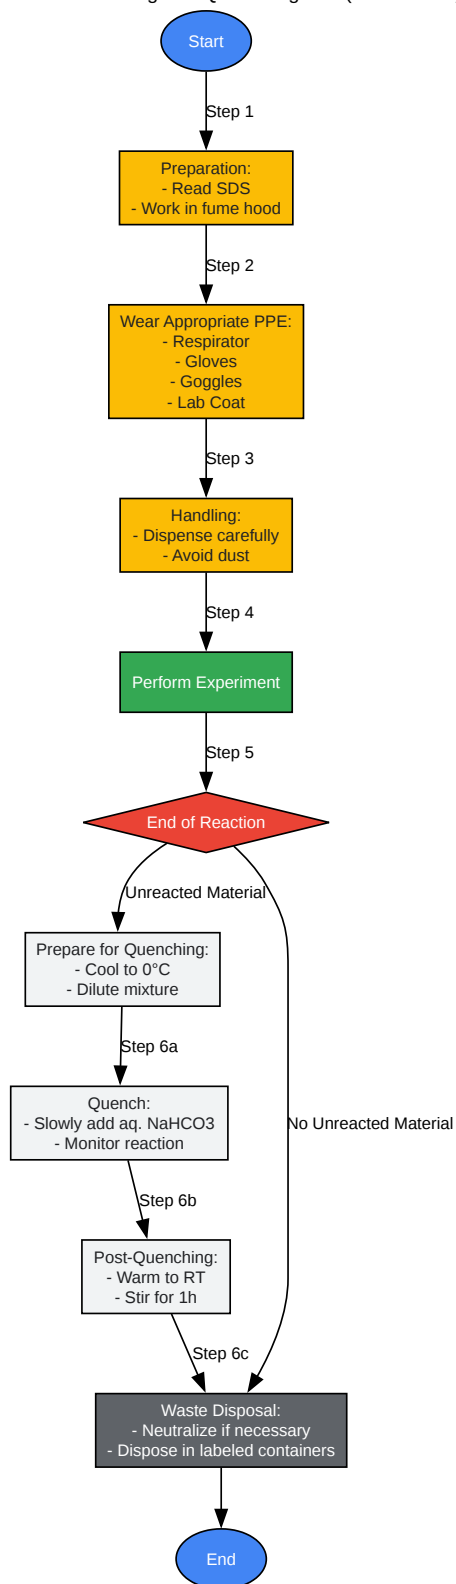 Start
Step 1
Preparation:
- Read SDS
- Work in fume hood
Step 2
Wear Appropriate PPE:
- Respirator
- Gloves
- Goggles
- Lab Coat
Step 3
Handling:
- Dispense carefully
- Avoid dust
Step 4
Perform Experiment
Step 5
End of Reaction
Unreacted Material
Prepare for Quenching:
- Cool to 0°C
- Dilute mixture
Step 6a
Quench:
- Slowly add aq. NaHCO3
- Monitor reaction
No Unreacted Material
Step 6b
Post-Quenching:
- Warm to RT
- Stir for 1h
Step 6c
Waste Disposal:
- Neutralize if necessary
- Dispose in labeled containers
End